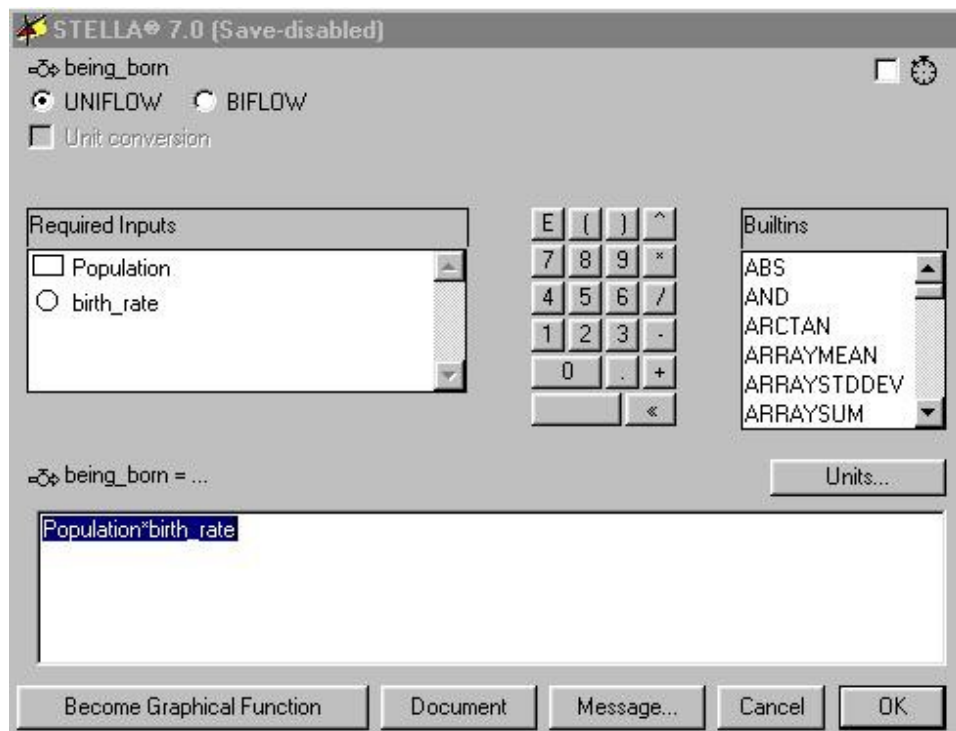 STELLA® 7.0 (Save-disabled)
being_born
UNIFLOW BIFLOW
Unit conversion
Required Inputs
Population
birth_rate
E ( ) ^
7 8 9 *
4 5 6 /
1 2 3 -
0 . +
«
Builtins
ABS
AND
ARCTAN
ARRAYMEAN
ARRAYSTDDEV
ARRAYSUM
being_born = ...
Units...
Population*birth_rate
Become Graphical Function Document Message... Cancel OK